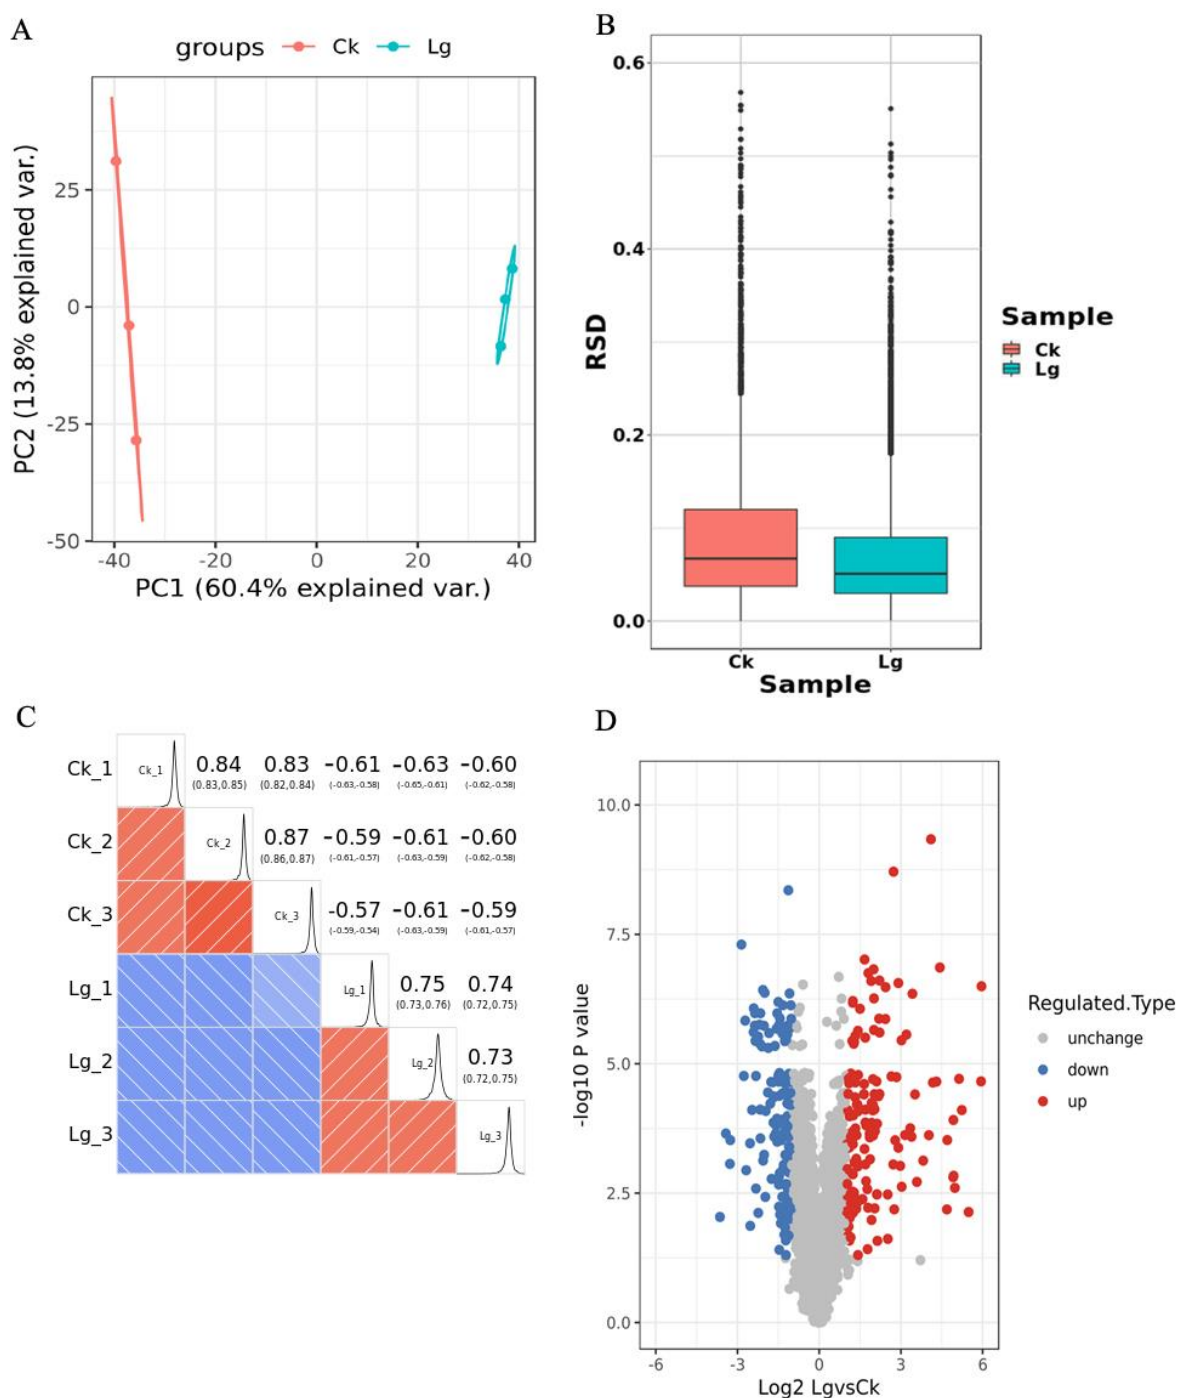 A
groups Ck Lg
PC2 (13.8% explained var.)
25
0
-25
-50
-40 -20 0 20 40
PC1 (60.4% explained var.)
B
RSD
0.6
0.4
0.2
0.0
Ck Lg
Sample
Sample
Ck
Lg
C
Ck_1 Ck_1 0.84 0.83 -0.61 -0.63 -0.60
(0.83,0.85) (0.82,0.84) (-0.63,-0.58) (-0.65,-0.61) (-0.62,-0.58)
Ck_2 Ck_2 0.87 -0.59 -0.61 -0.60
(0.86,0.87) (-0.61,-0.57) (-0.63,-0.59) (-0.62,-0.58)
Ck_3 Ck_3 -0.57 -0.61 -0.59
(-0.59,-0.54) (-0.63,-0.59) (-0.61,-0.57)
Lg_1 Lg_1 0.75 0.74
(0.73,0.76) (0.72,0.75)
Lg_2 Lg_2 0.73
(0.72,0.75)
Lg_3 Lg_3
D
-log10 P value
10.0
7.5
5.0
2.5
0.0
-6 -3 0 3 6
Log2 LgvsCk
Regulated.Type
unchange
down
up